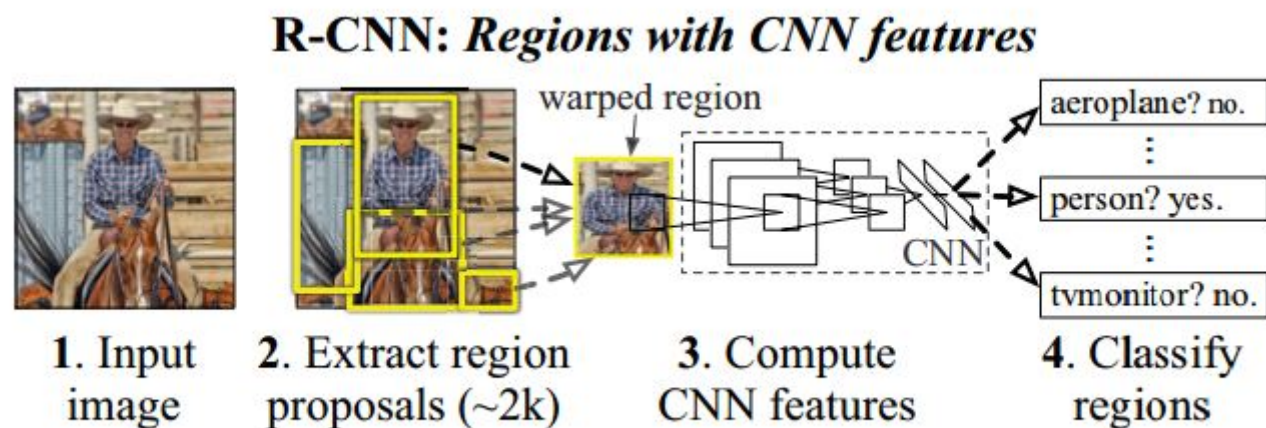 R-CNN: Regions with CNN features
warped region
aeroplane? no.
⋮
person? yes.
⋮
tvmonitor? no.
CNN
1. Input
image
2. Extract region
proposals (~2k)
3. Compute
CNN features
4. Classify
regions